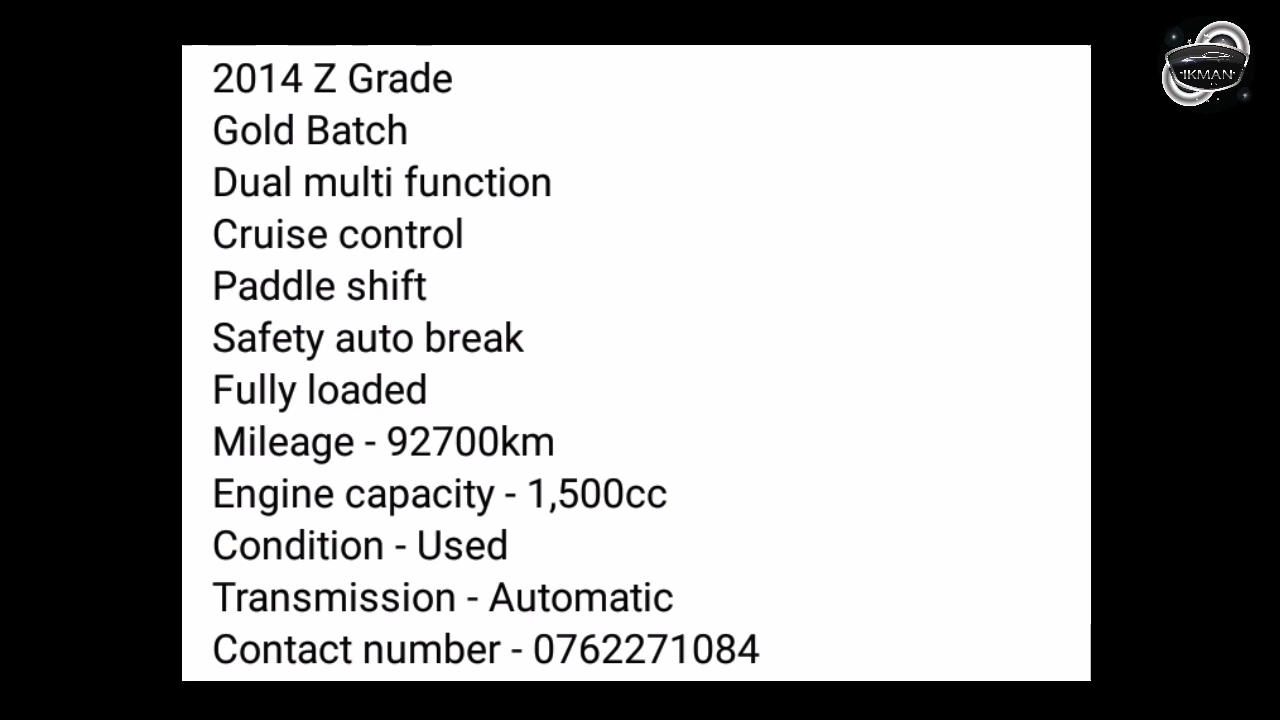 IKMAN
2014 Z Grade
Gold Batch
Dual multi function
Cruise control
Paddle shift
Safety auto break
Fully loaded
Mileage - 92700km
Engine capacity - 1,500cc
Condition - Used
Transmission - Automatic
Contact number - 0762271084